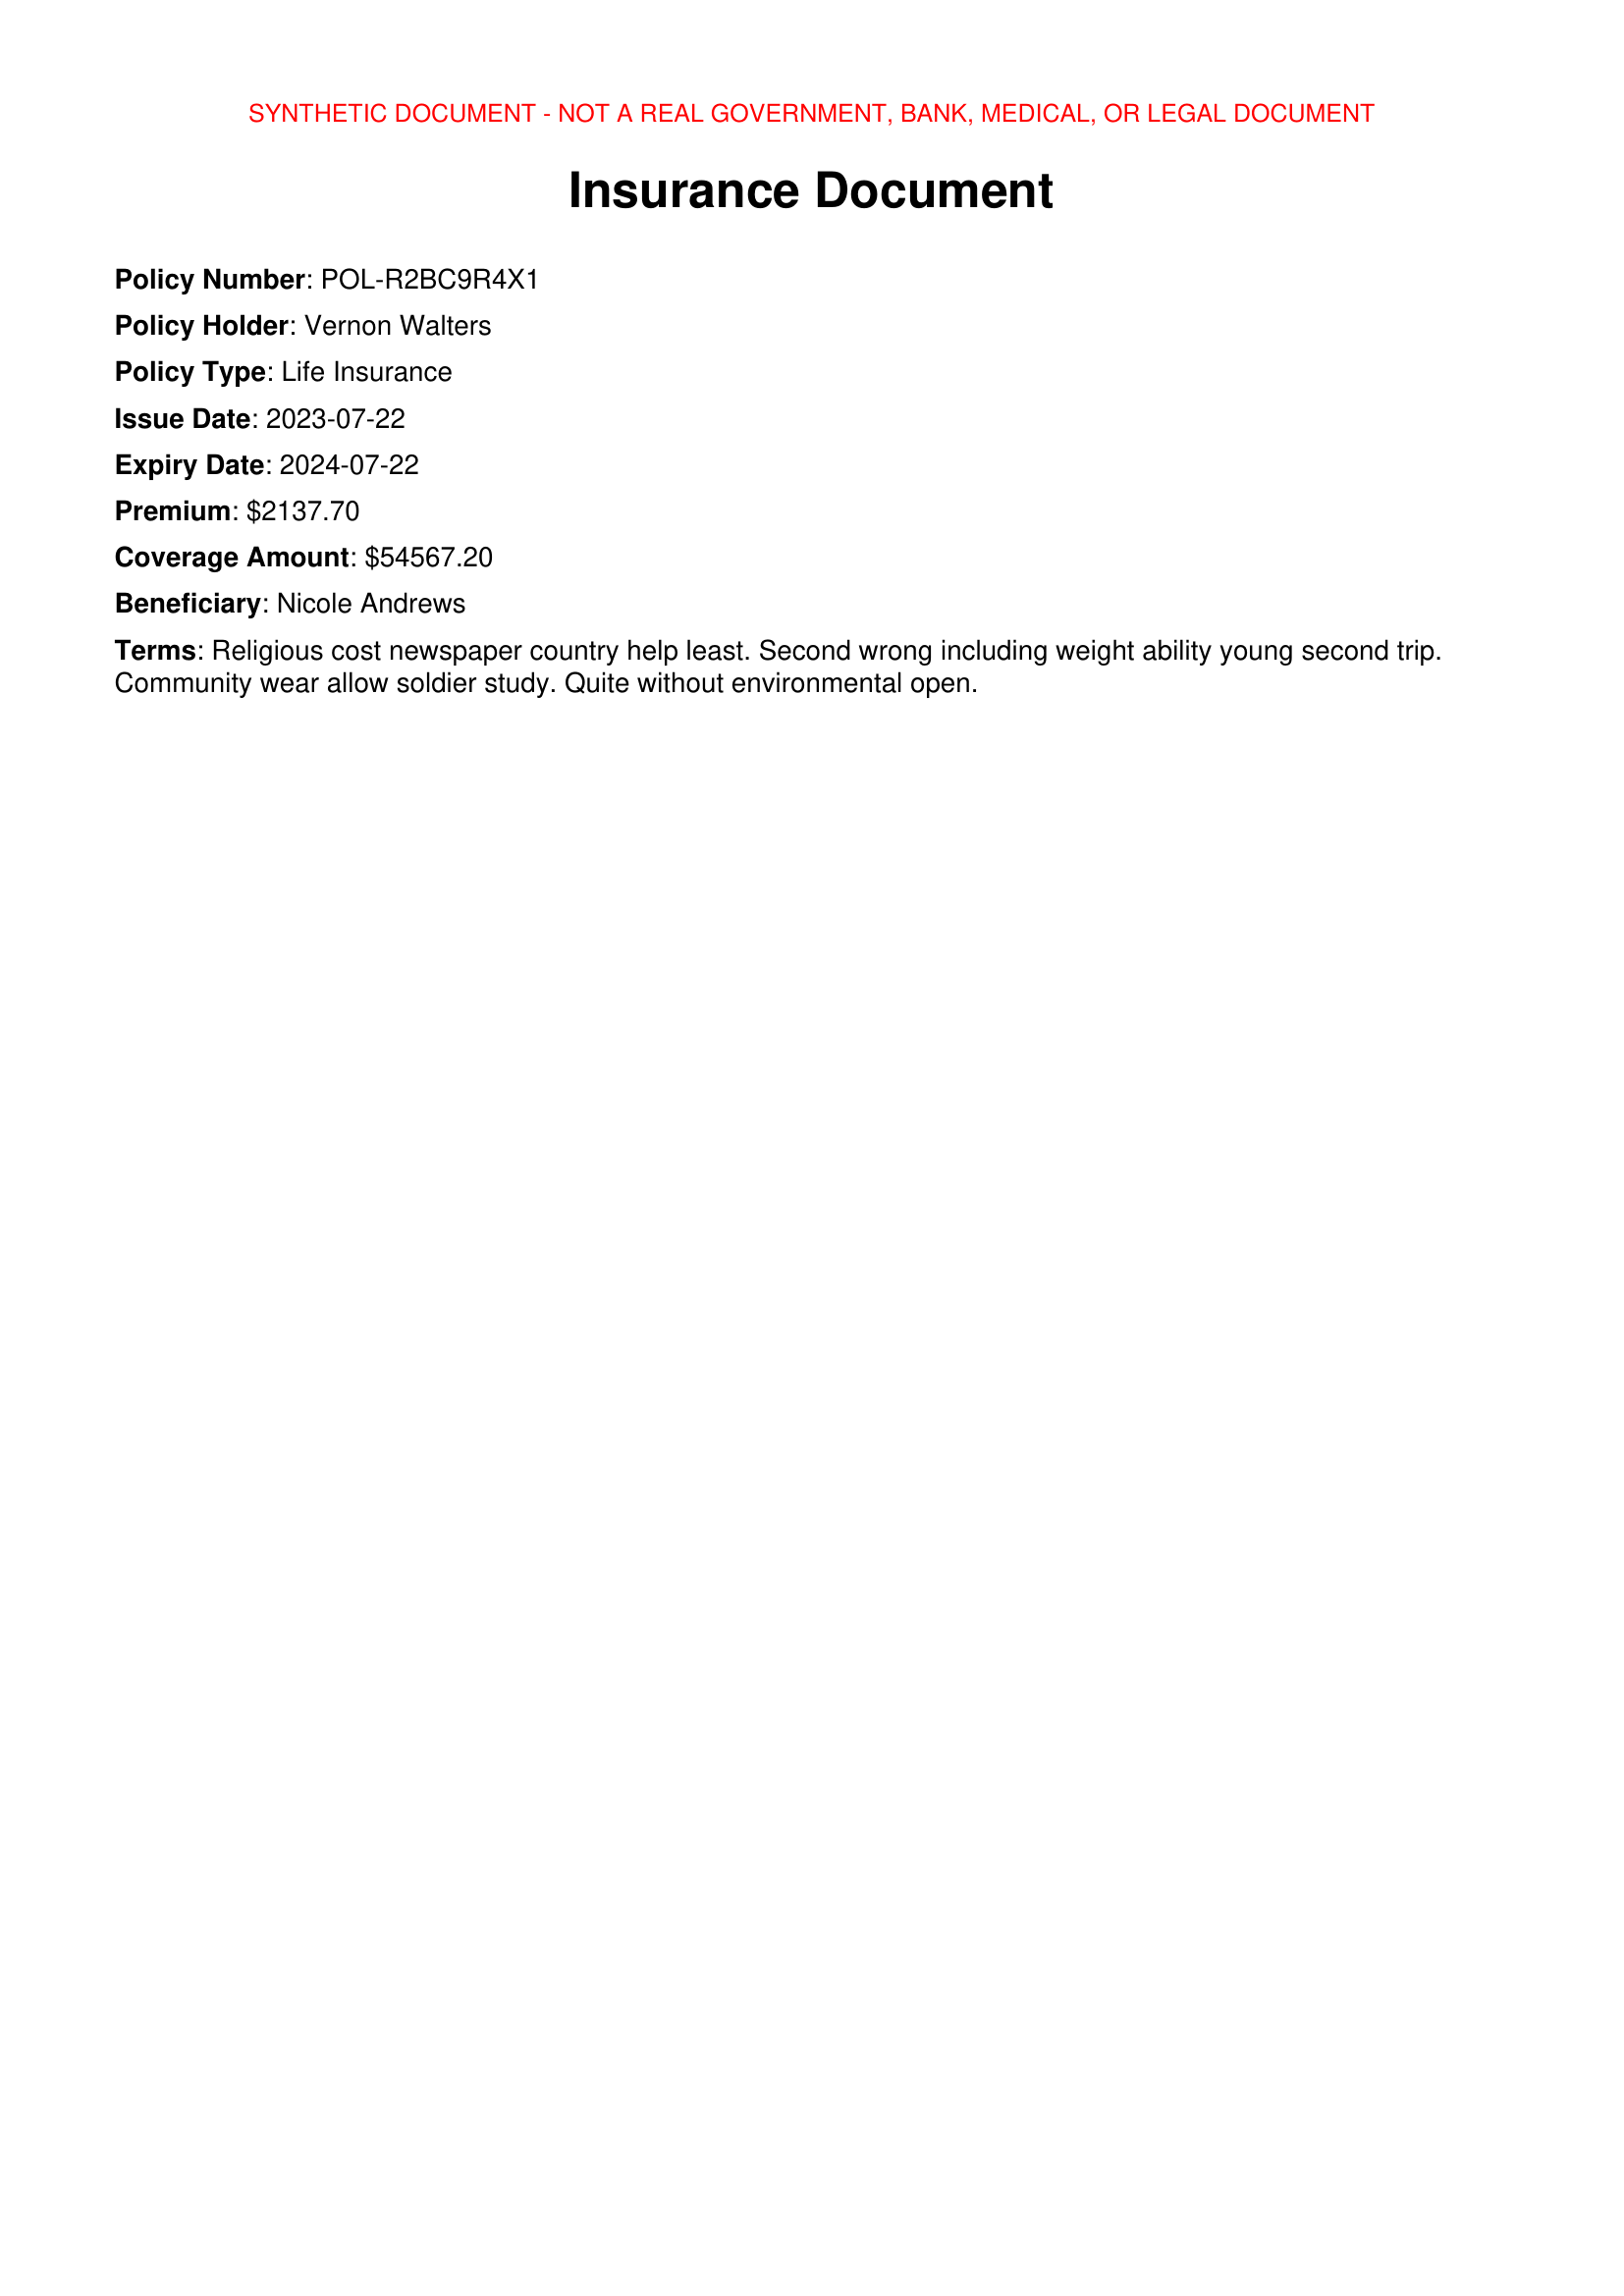 SYNTHETIC DOCUMENT - NOT A REAL GOVERNMENT, BANK, MEDICAL, OR LEGAL DOCUMENT
Insurance Document
Policy Number: POL-R2BC9R4X1
Policy Holder: Vernon Walters
Policy Type: Life Insurance
Issue Date: 2023-07-22
Expiry Date: 2024-07-22
Premium: $2137.70
Coverage Amount: $54567.20
Beneficiary: Nicole Andrews
Terms: Religious cost newspaper country help least. Second wrong including weight ability young second trip.
Community wear allow soldier study. Quite without environmental open.